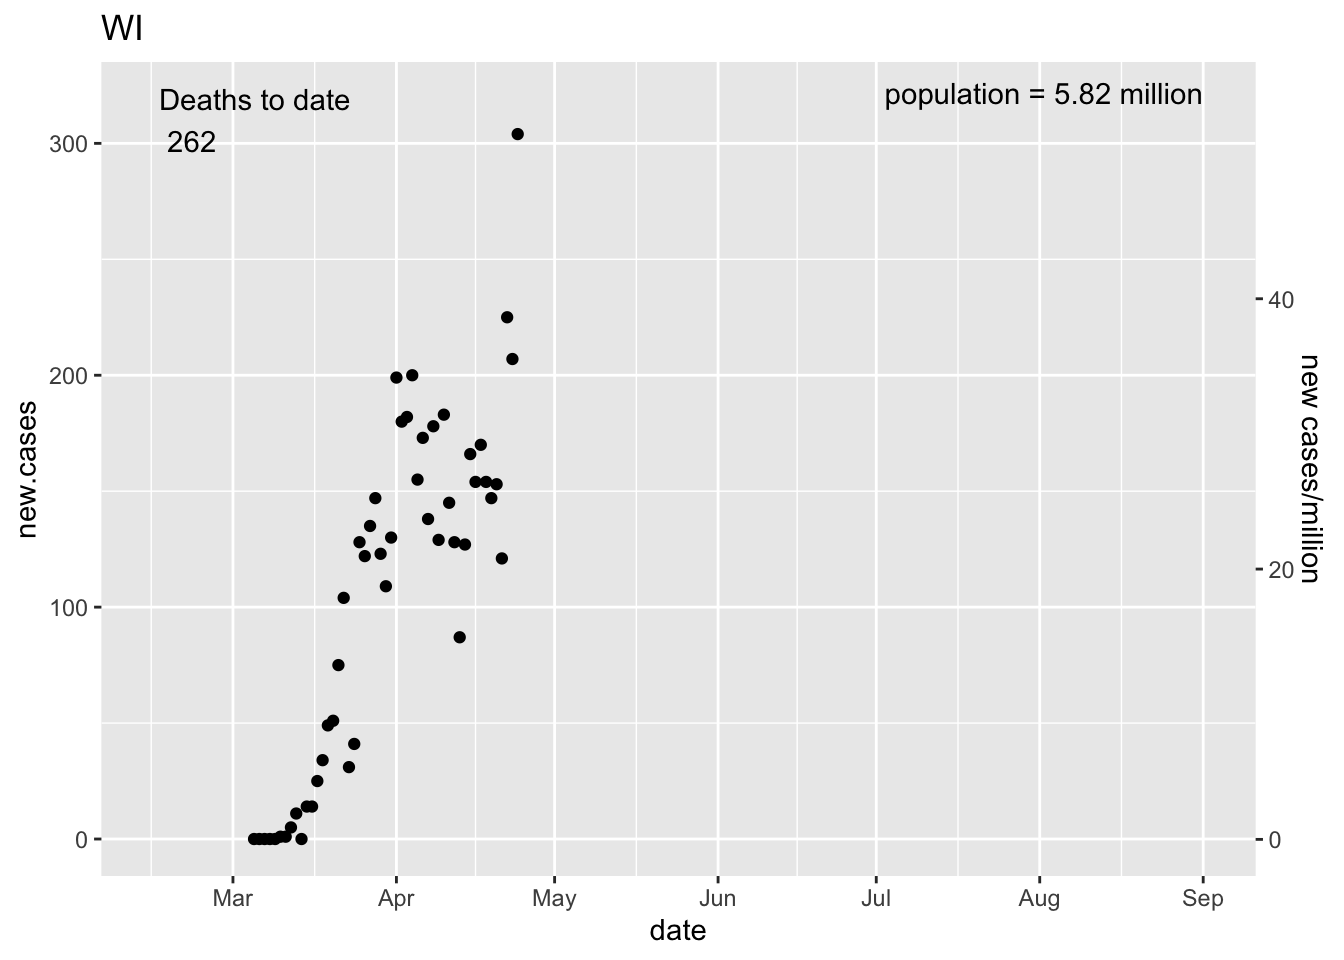 WI
Deaths to date
262
population = 5.82 million
300
200
100
0
new.cases
40
20
0
new cases/million
Mar Apr May Jun Jul Aug Sep
date